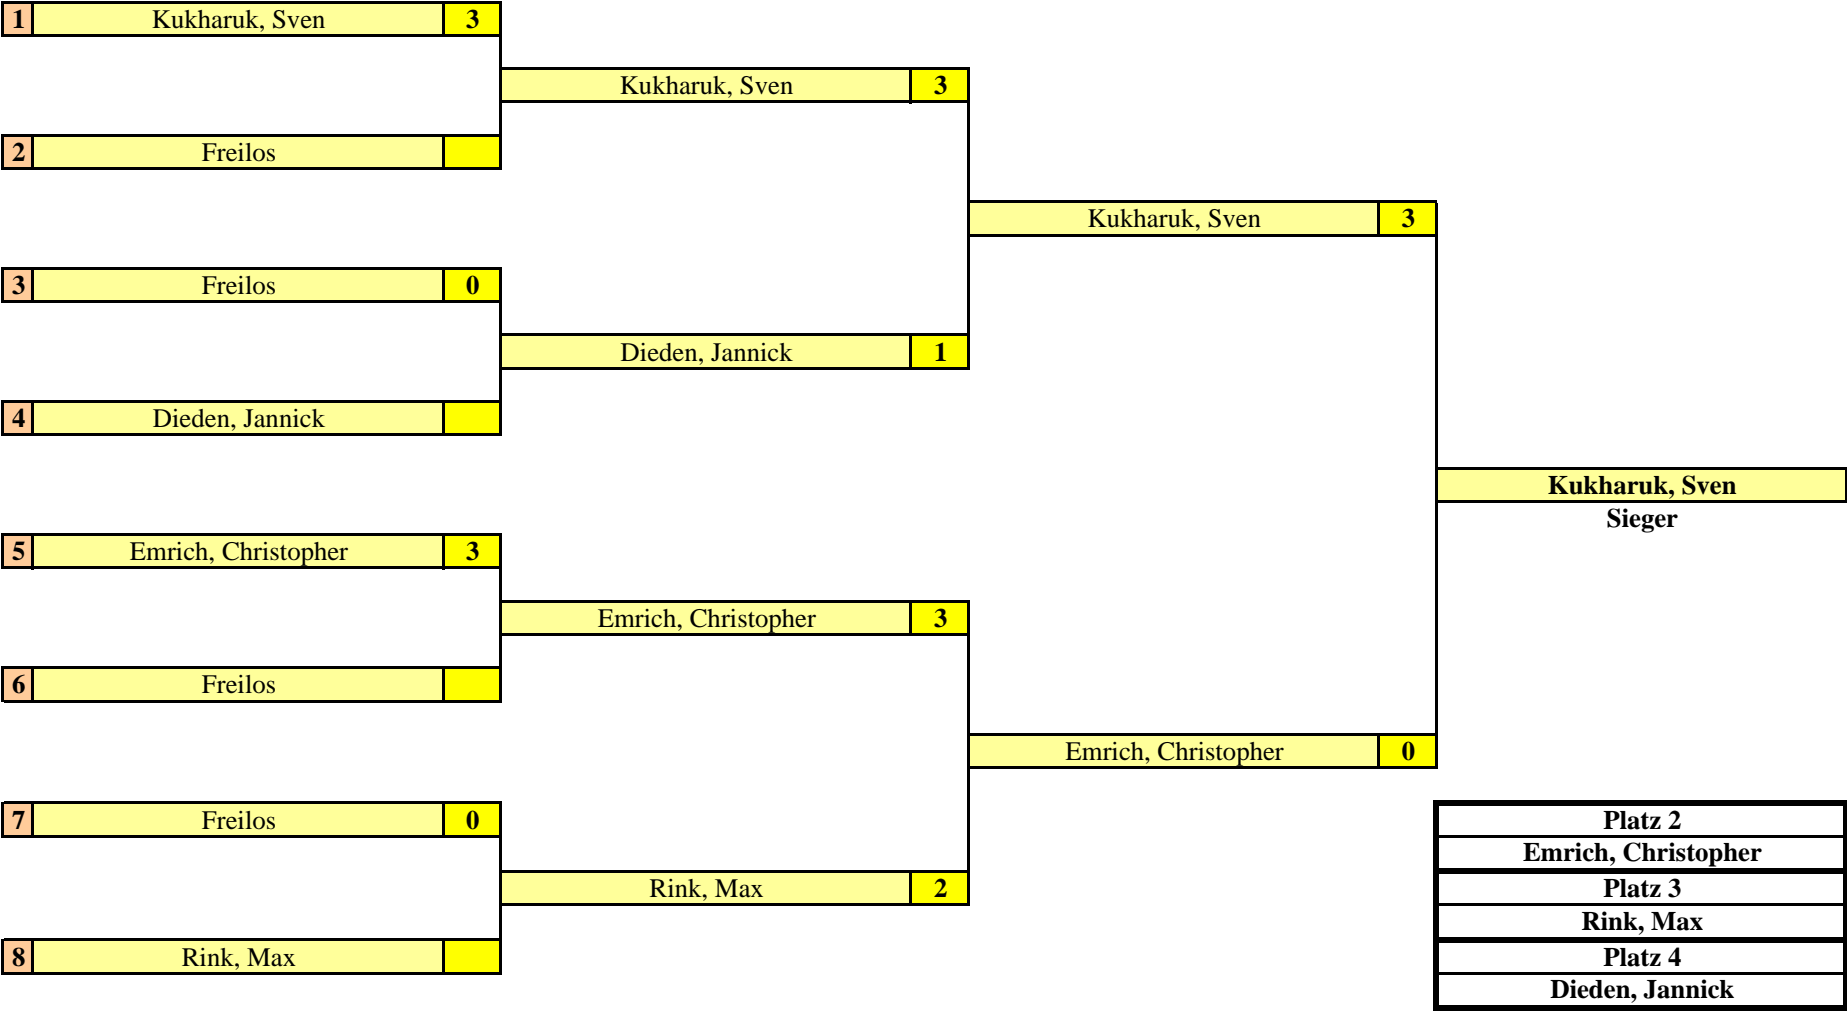 1 Kukharuk, Sven 3
Kukharuk, Sven 3
2 Freilos
Kukharuk, Sven 3
3 Freilos 0
Dieden, Jannick 1
4 Dieden, Jannick
Kukharuk, Sven
Sieger
5 Emrich, Christopher 3
Emrich, Christopher 3
6 Freilos
Emrich, Christopher 0
7 Freilos 0
Platz 2
Emrich, Christopher
Rink, Max 2
Platz 3
Rink, Max
8 Rink, Max
Platz 4
Dieden, Jannick